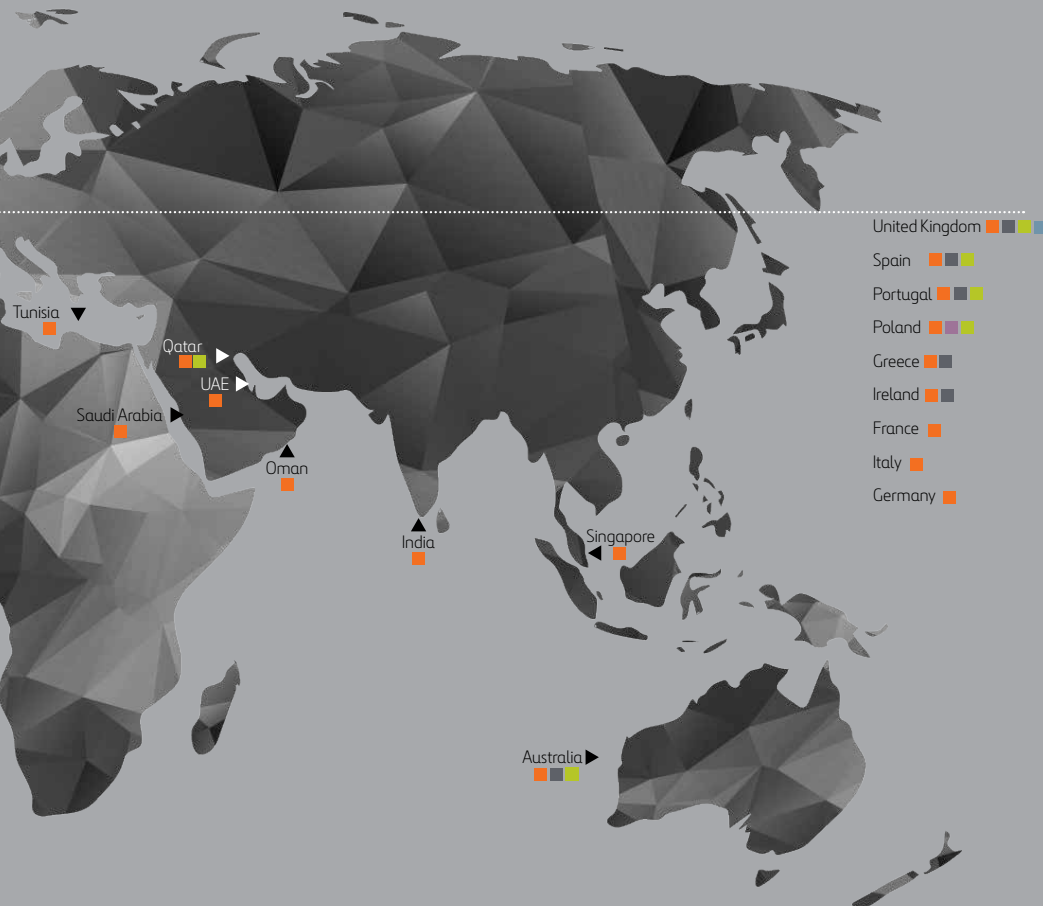 United Kingdom
Spain
Portugal
Tunisia
Poland
Qatar
Greece
UAE
Ireland
Saudi Arabia
France
Italy
Oman
Germany
Singapore
India
Australia